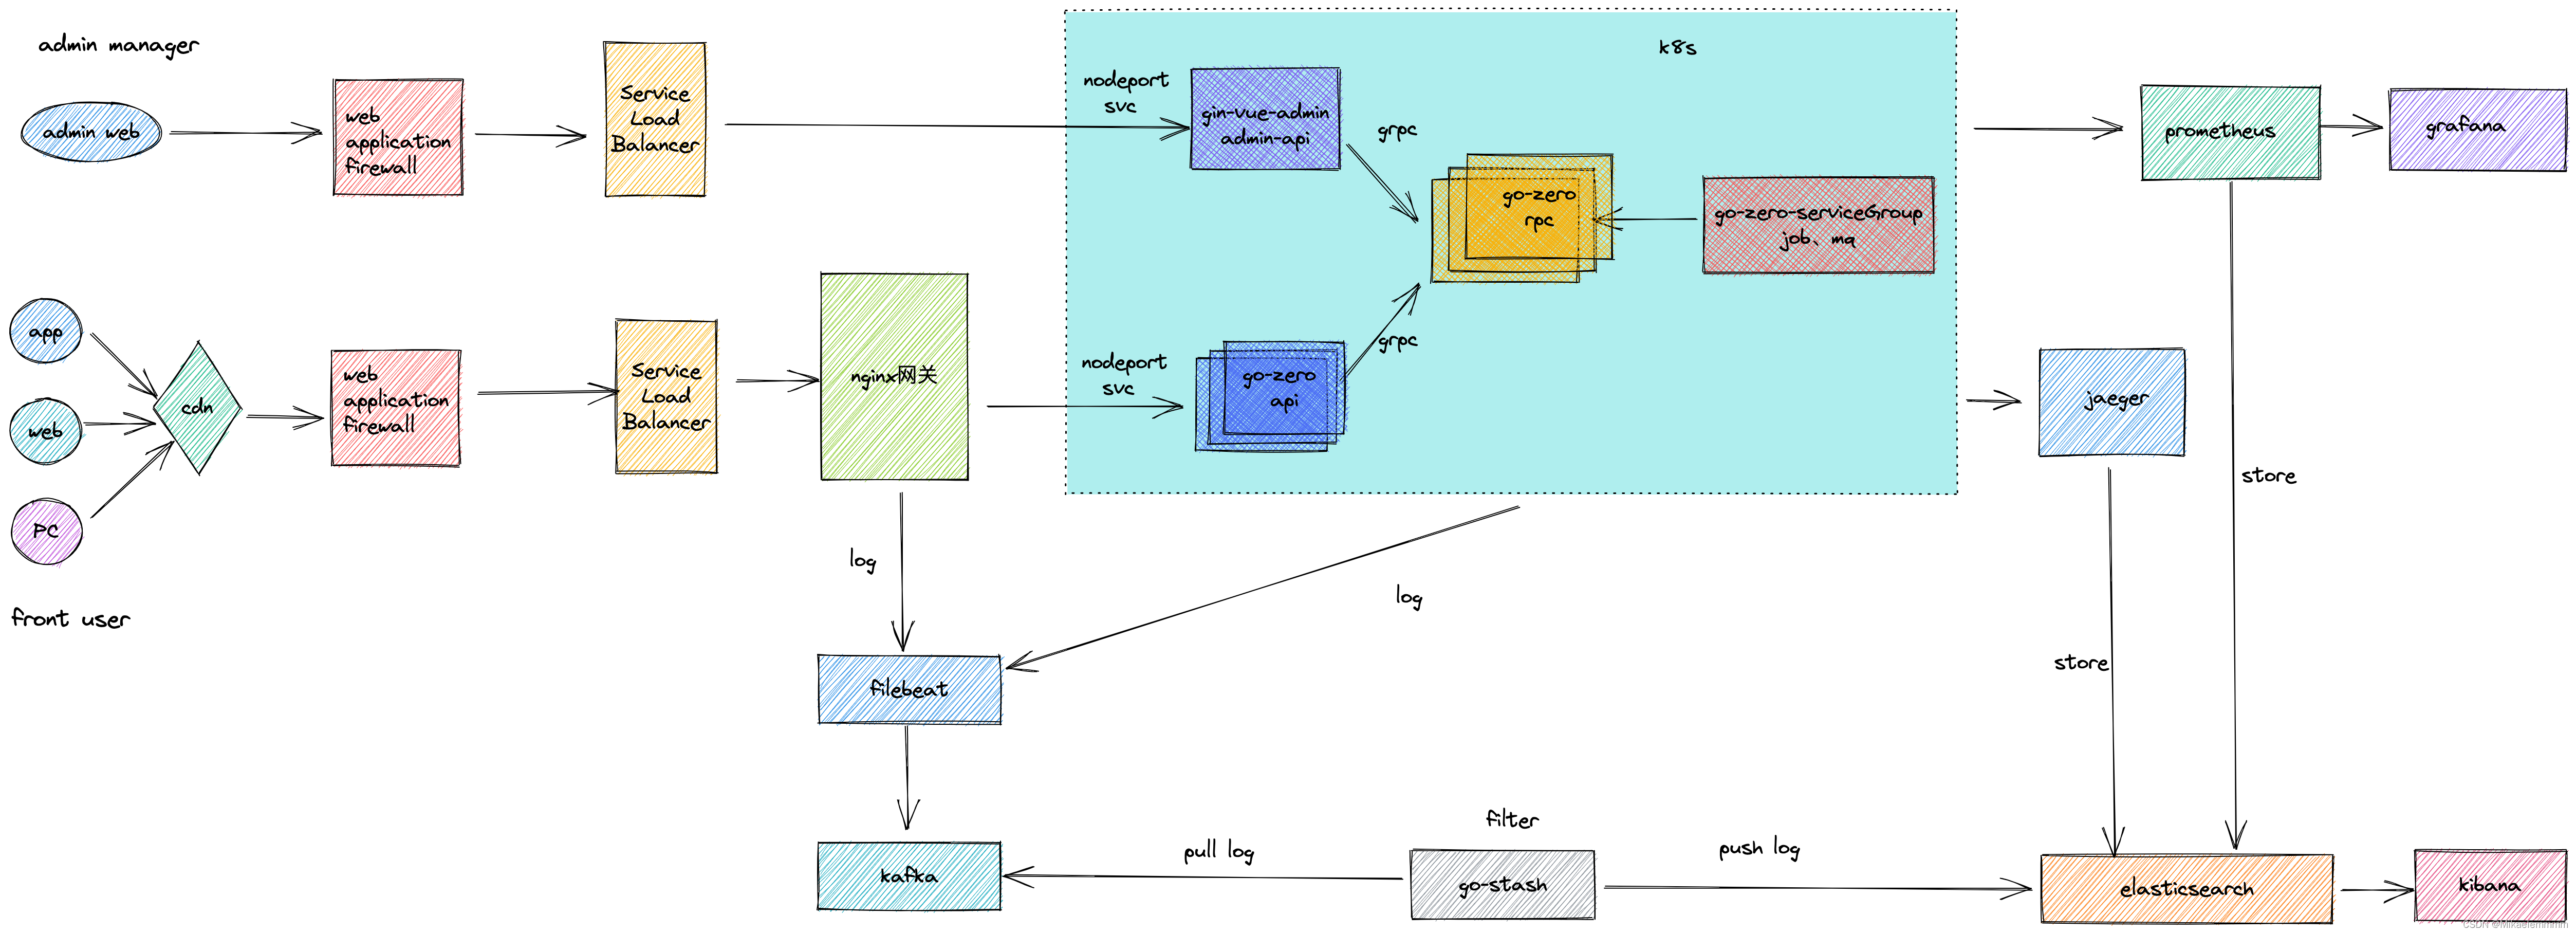 admin manager
admin web
web
application
firewall
Service
Load
Balancer
k8s
nodeport
svc
gin-vue-admin
admin-api
grpc
go-zero
rpc
go-zero-serviceGroup
job、mq
prometheus
grafana
app
web
PC
cdn
front user
web
application
firewall
Service
Load
Balancer
nginx网关
nodeport
svc
go-zero
api
grpc
jaeger
store
store
log
log
filebeat
kafka
pull log
filter
go-stash
push log
elasticsearch
kibana
CSDN @Mikaelemmmm